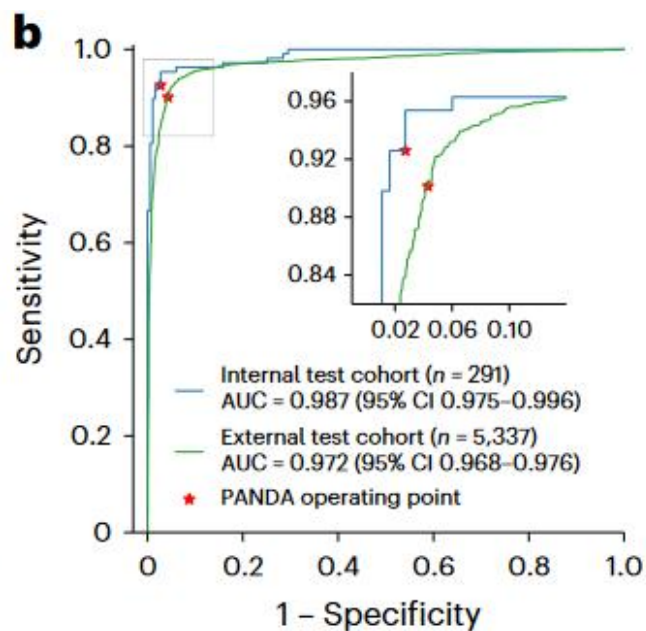 b
1.0
0.8
0.6
0.4
0.2
0
Sensitivity
0.96
0.92
0.88
0.84
0.02 0.06 0.10
Internal test cohort (n = 291)
AUC = 0.987 (95% CI 0.975–0.996)
External test cohort (n = 5,337)
AUC = 0.972 (95% CI 0.968–0.976)
PANDA operating point
0 0.2 0.4 0.6 0.8 1.0
1 – Specificity